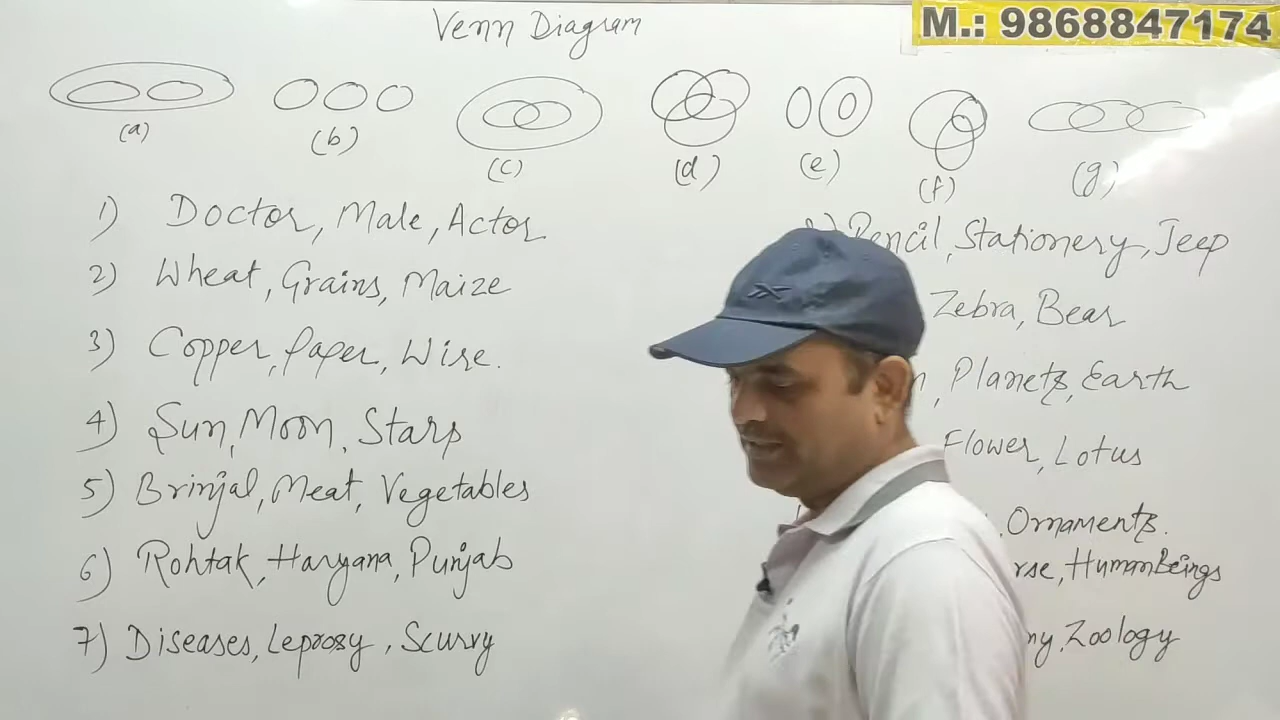 Venn Diagram
M.: 9868847174
(a) (b) (c) (d) (e) (f) (g)
1) Doctor, Male, Actor
2) Wheat, Grains, Maize
3) Copper, Paper, Wire.
4) Sun, Moon, Stars
5) Brinjal, Meat, Vegetables
6) Rohtak, Haryana, Punjab
7) Diseases, Leprosy, Scurvy
Pencil, Stationery, Jeep
Zebra, Bear
, Planets, Earth
Flower, Lotus
, Ornaments.
, Human Beings
, Zoology